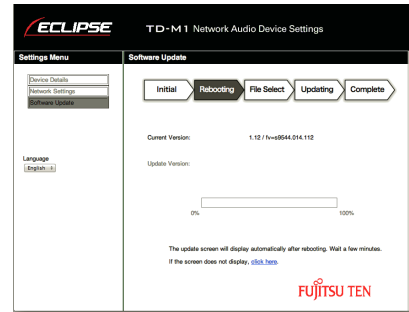 ECLIPSE
TD-M1 Network Audio Device Settings
Settings Menu
Software Update
Device Details
Network Settings
Software Update
Initial
Rebooting
File Select
Updating
Complete
Current Version:
1.12 / fv=s9544.014.112
Language
English
Update Version:
0%
100%
The update screen will display automatically after rebooting. Wait a few minutes.
If the screen does not display, click here.
FUJITSU TEN